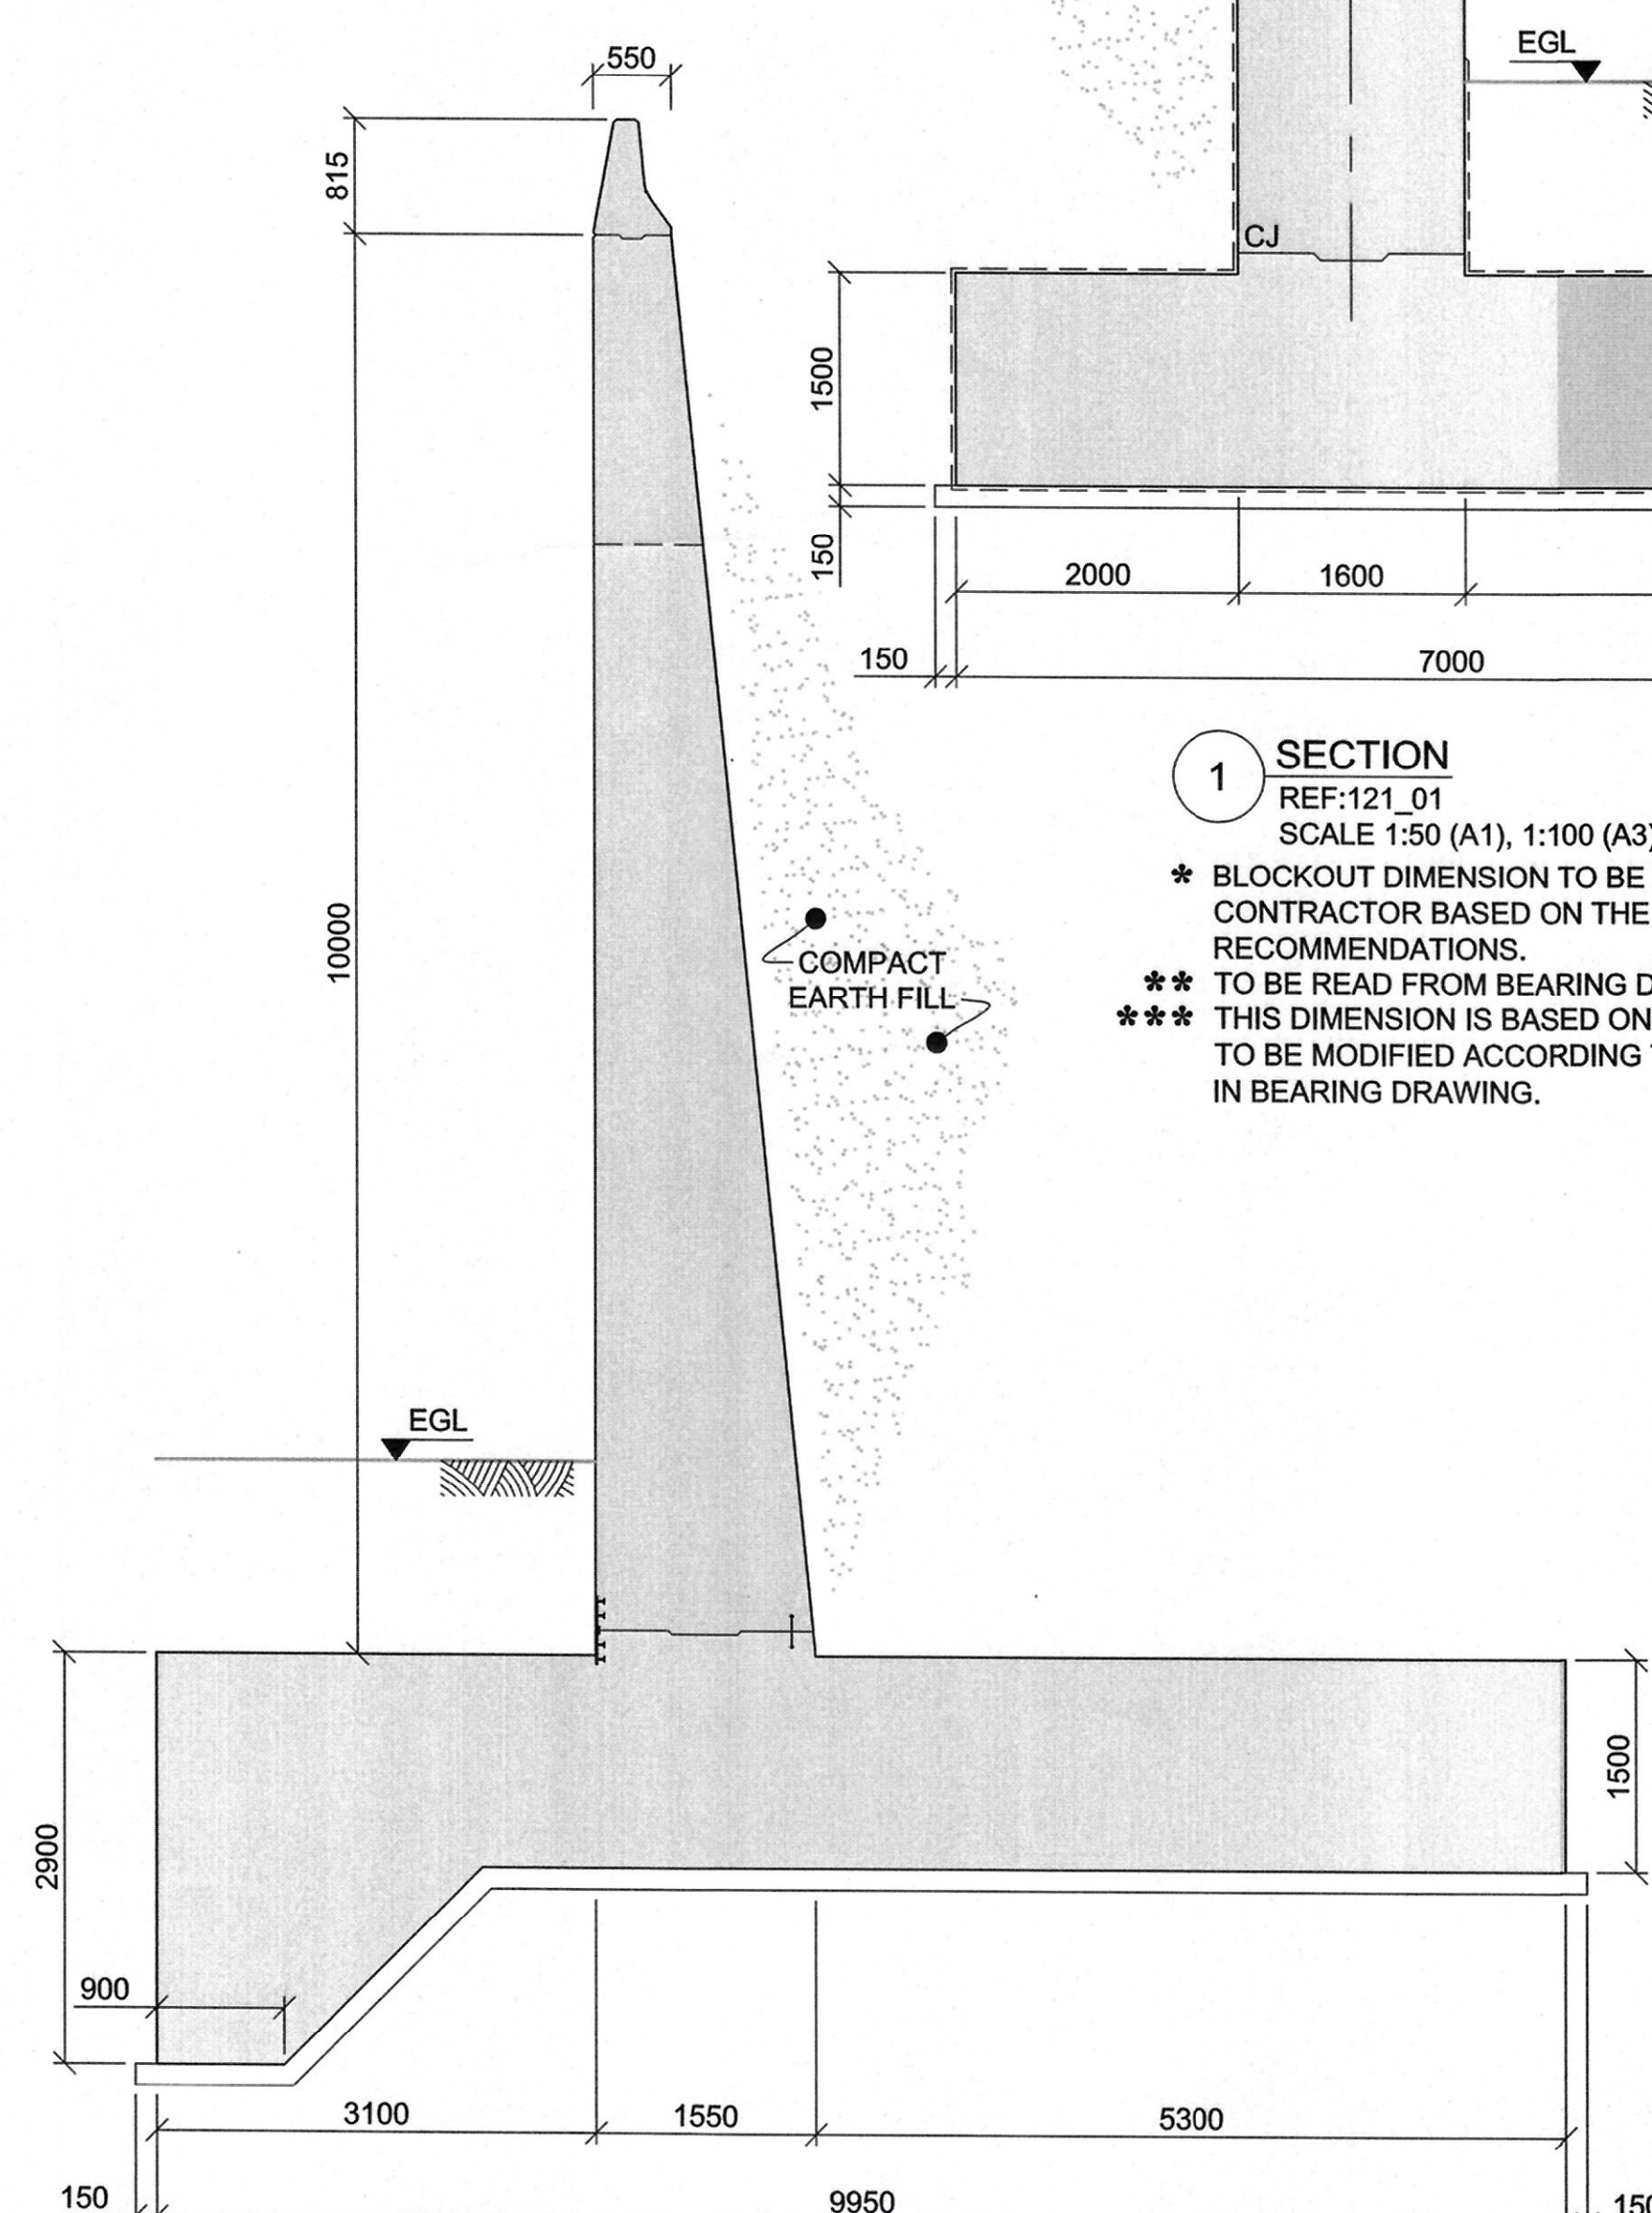 550
EGL
815
CJ
1500
150
2000
1600
150
7000
1 SECTION
REF:121_01
SCALE 1:50 (A1), 1:100 (A3)
* BLOCKOUT DIMENSION TO BE
CONTRACTOR BASED ON THE
RECOMMENDATIONS.
** TO BE READ FROM BEARING
*** THIS DIMENSION IS BASED ON
TO BE MODIFIED ACCORDING
IN BEARING DRAWING.
10000
COMPACT
EARTH FILL
EGL
2900
1500
900
3100
1550
5300
150
9950
150